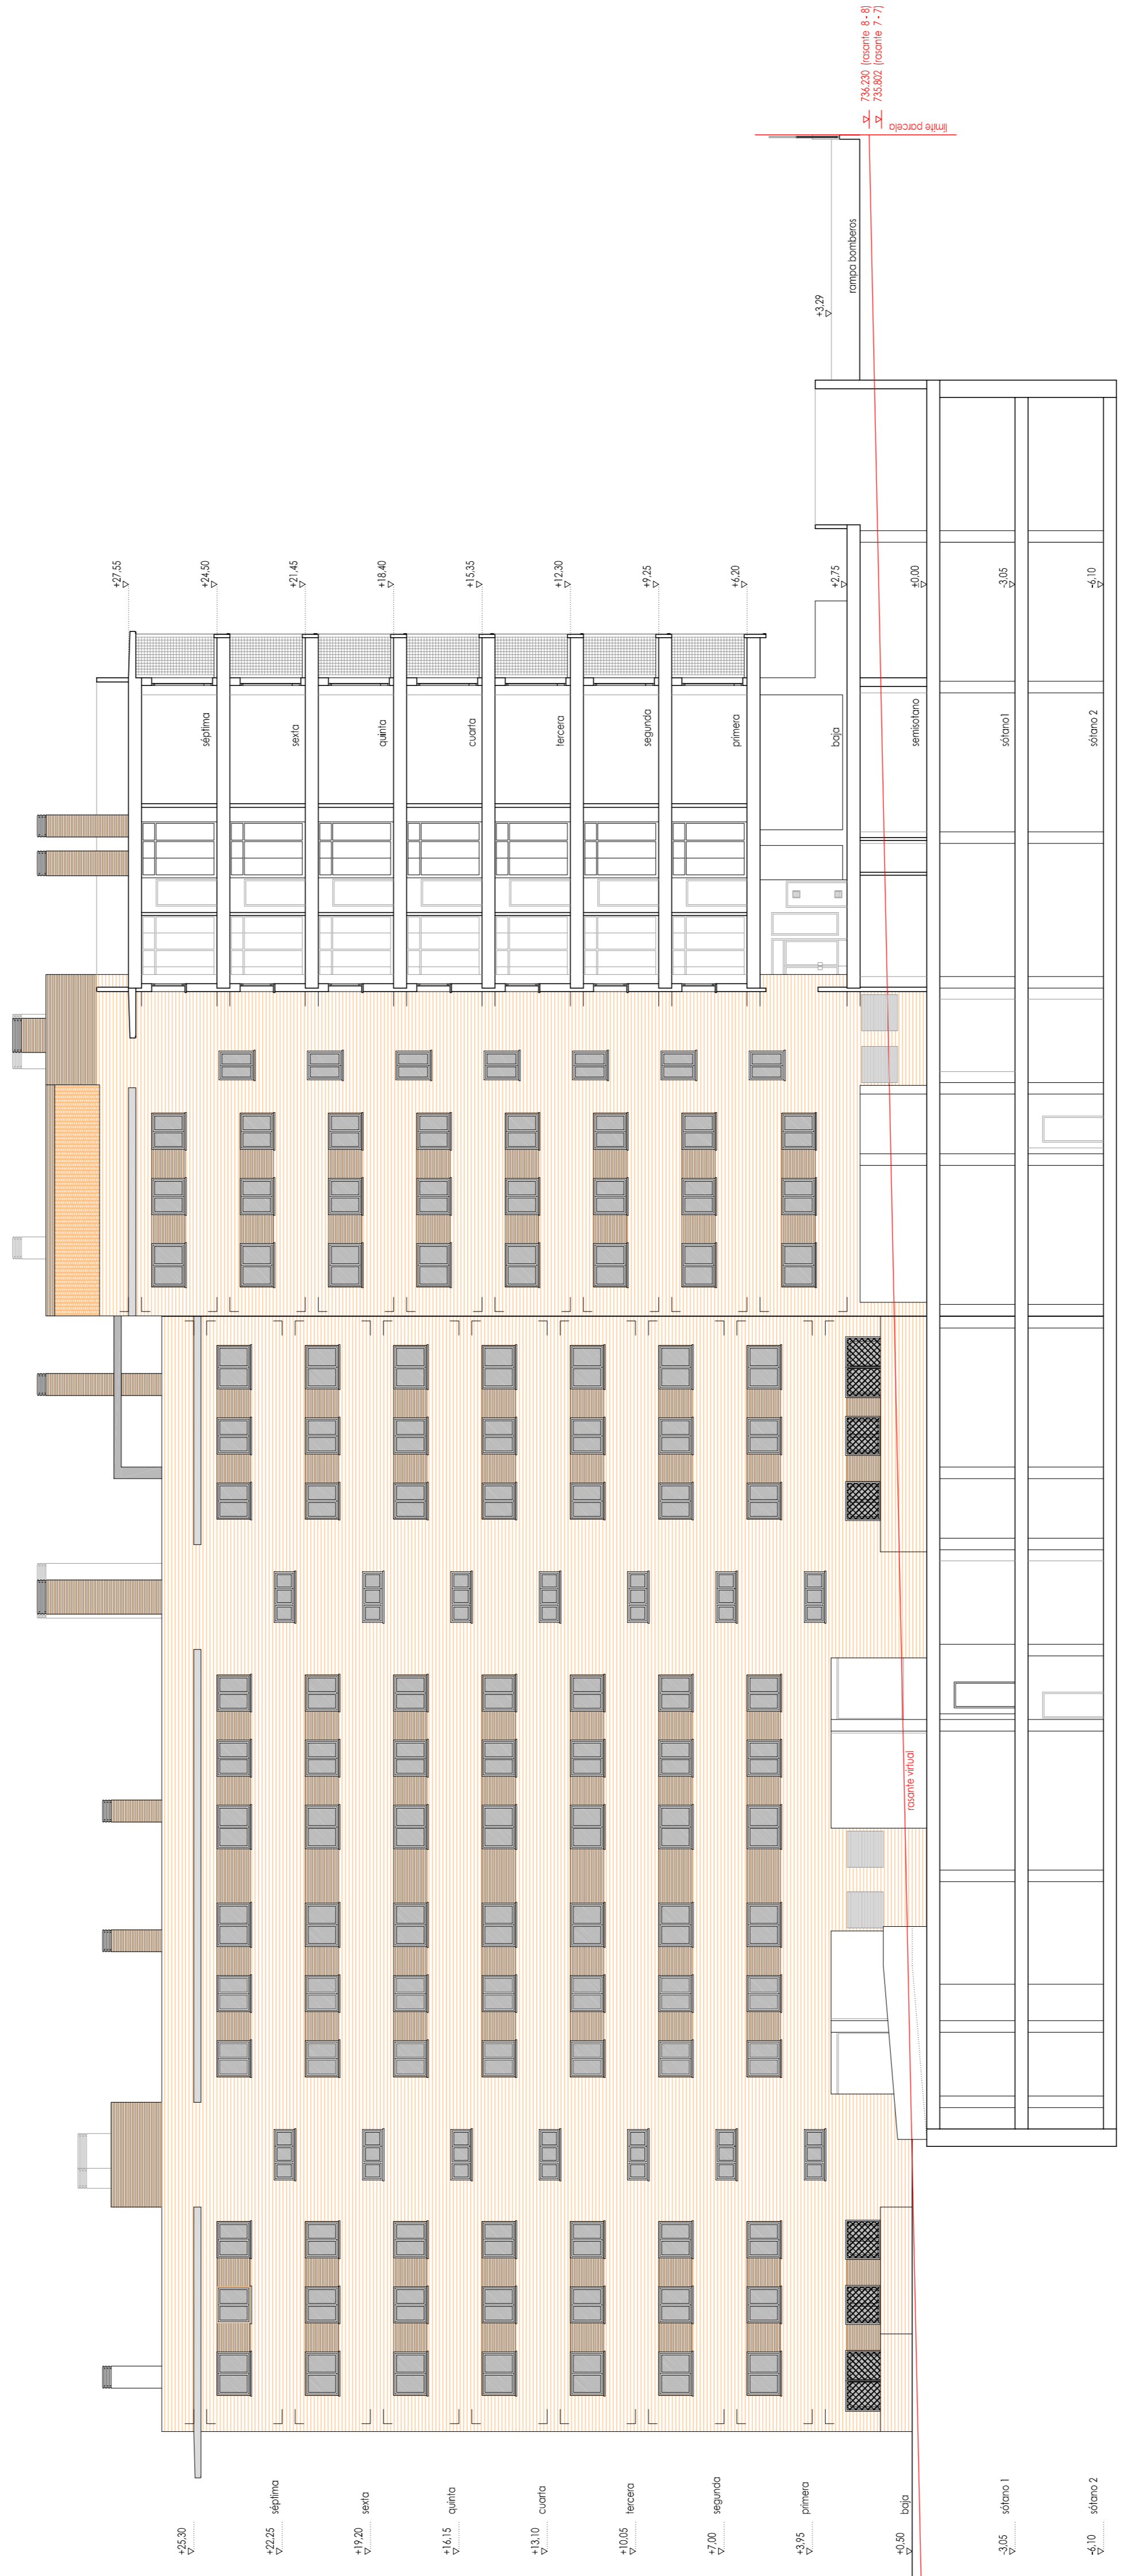 736.230 (rasante 8 - 8)
735.802 (rasante 7 - 7)
límite parcela
rampa bomberos
+3.29
+27.55
+24.50
+21.45
+18.40
+15.35
+12.30
+9.25
+6.20
+2.75
+0.00
-3.05
-6.10
séptima
sexta
quinta
cuarta
tercera
segunda
primera
baja
semisotano
sótano1
sótano 2
rasante virtual
+25.30
+22.25
séptima
+19.20
sexta
+16.15
quinta
+13.10
cuarta
+10.05
tercera
+7.00
segunda
+3.95
primera
+0.50
baja
-3.05
sótano 1
-6.10
sótano 2